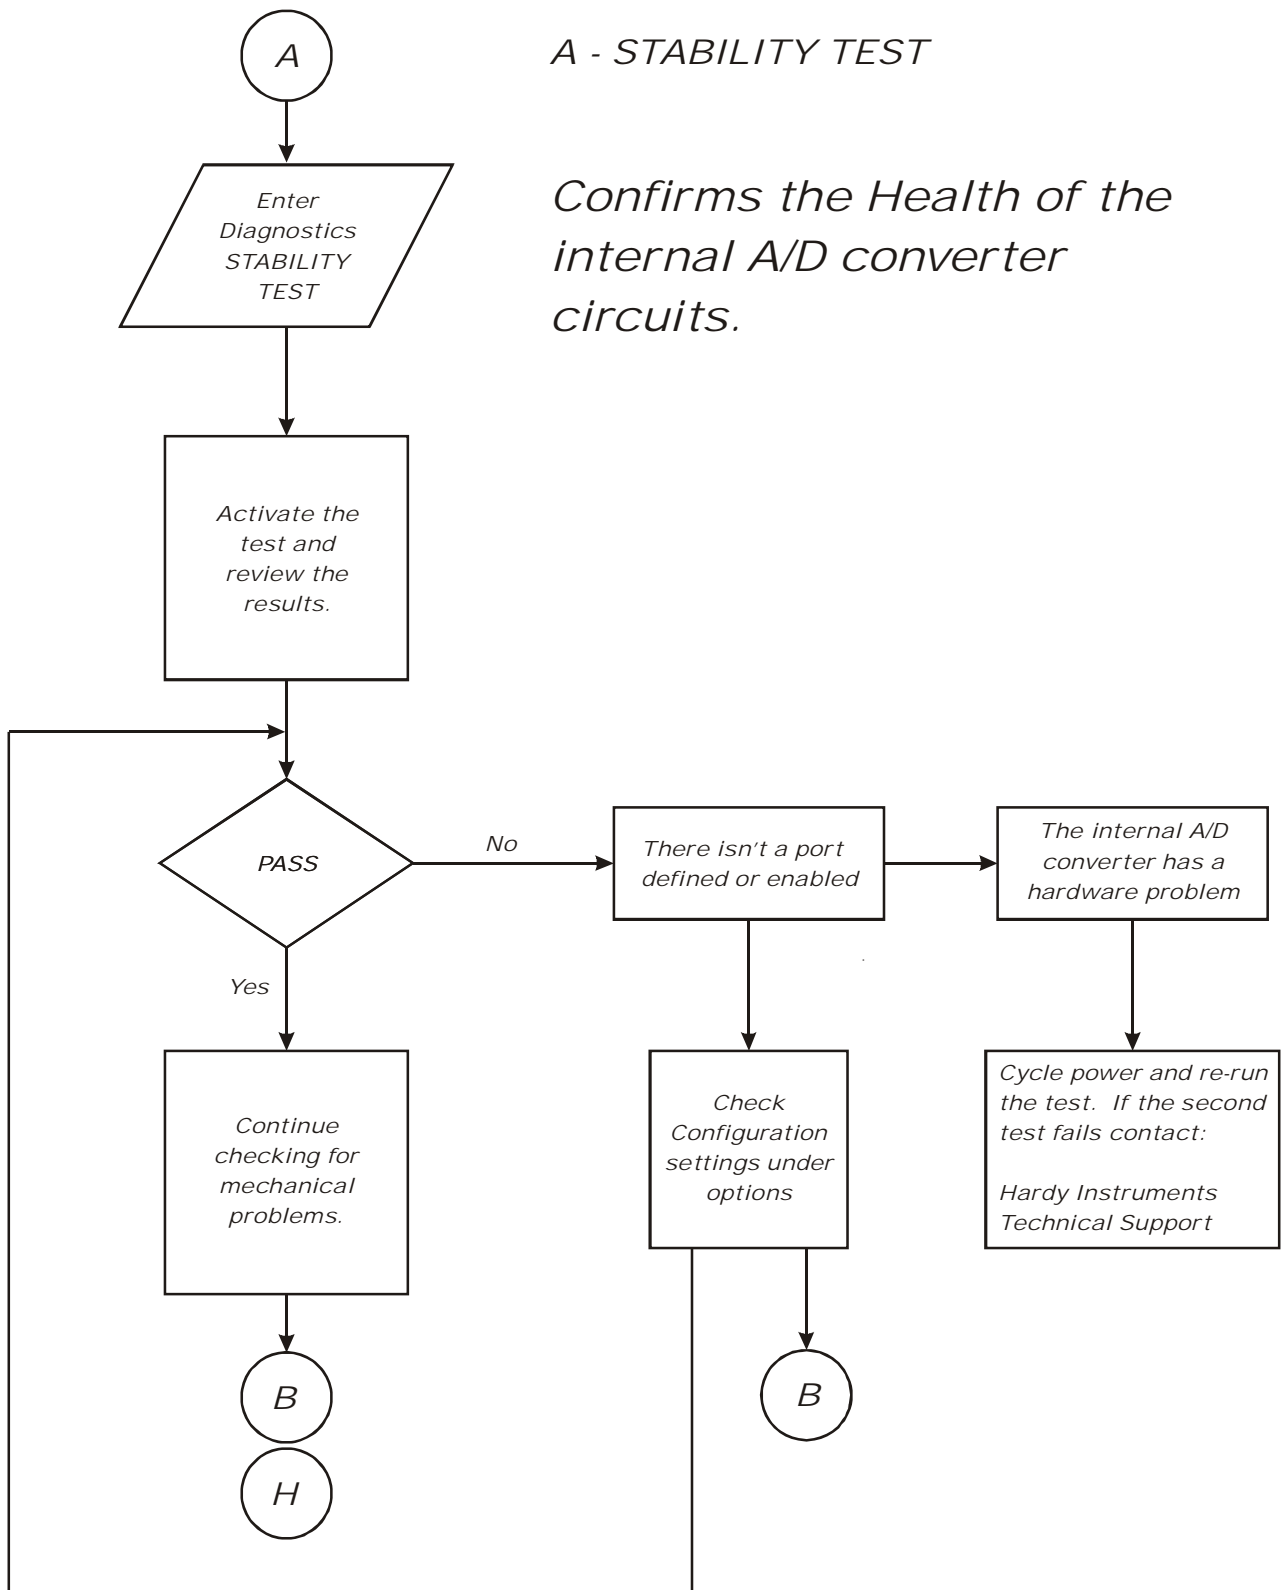 A
A - STABILITY TEST
Enter
Diagnostics
STABILITY
TEST
Confirms the Health of the
internal A/D converter
circuits.
Activate the
test and
review the
results.
PASS
No
There isn't a port
defined or enabled
The internal A/D
converter has a
hardware problem
Yes
Continue
checking for
mechanical
problems.
Check
Configuration
settings under
options
Cycle power and re-run
the test.  If the second
test fails contact:
Hardy Instruments
Technical Support
B
B
H